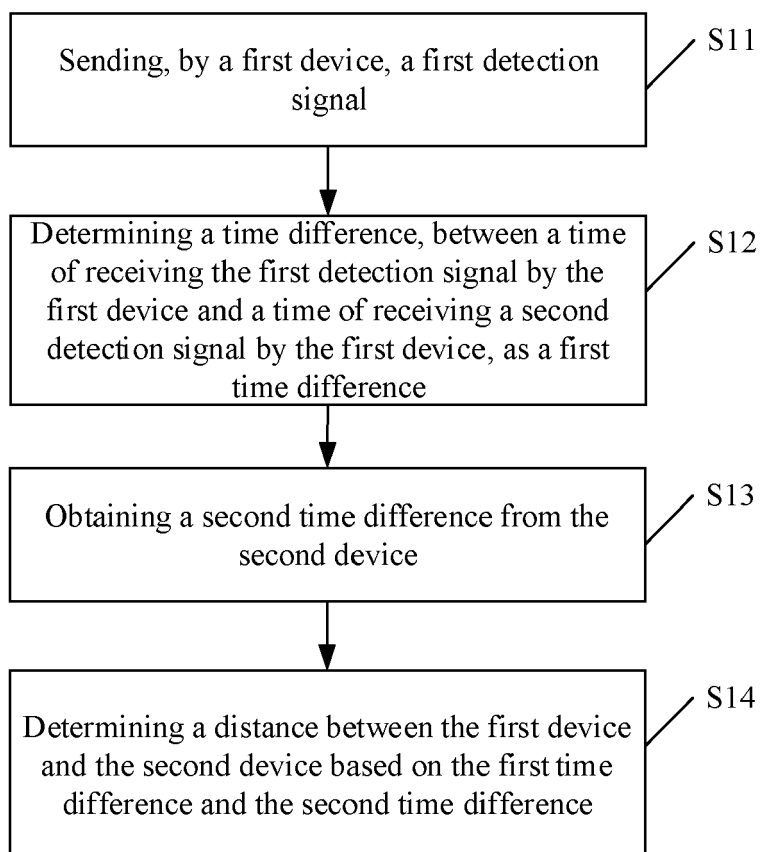 Sending, by a first device, a first detection
signal
S11
Determining a time difference, between a time
of receiving the first detection signal by the
first device and a time of receiving a second
detection signal by the first device, as a first
time difference
S12
Obtaining a second time difference from the
second device
S13
Determining a distance between the first device
and the second device based on the first time
difference and the second time difference
S14